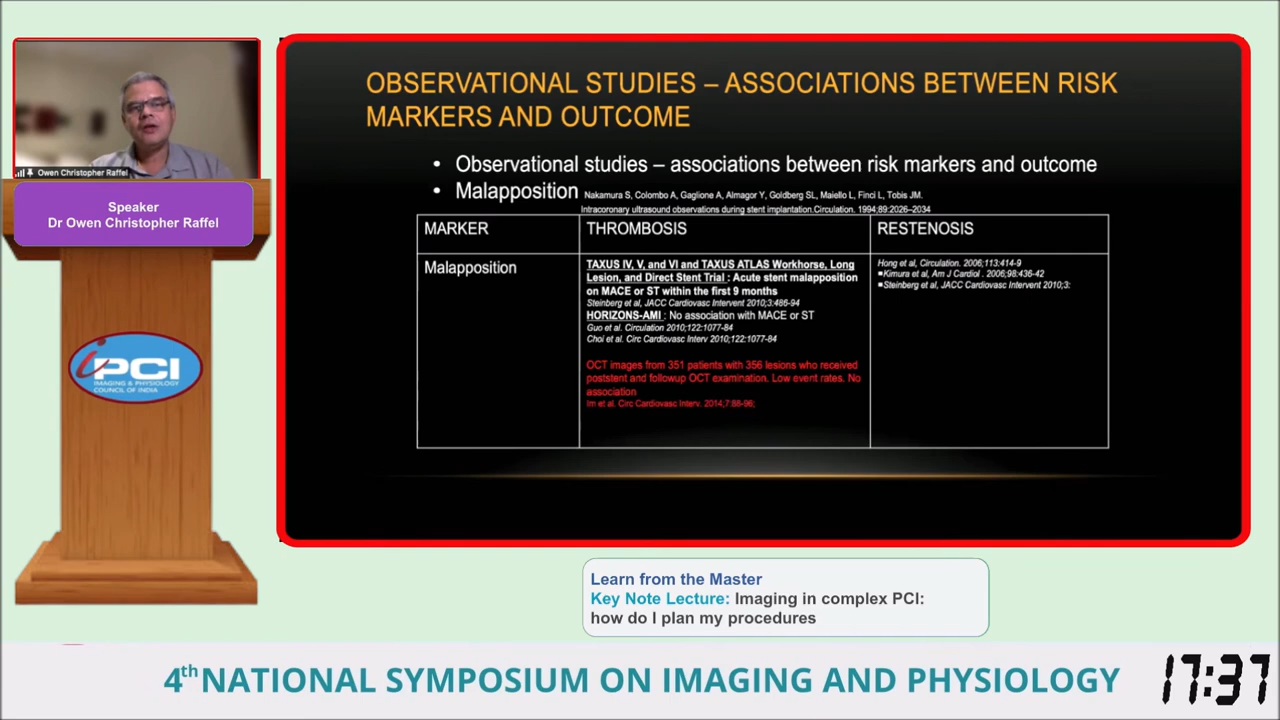 Owen Christopher Raffel
Speaker
Dr Owen Christopher Raffel
iPCI
IMAGING & PHYSIOLOGY
COUNCIL OF INDIA
OBSERVATIONAL STUDIES – ASSOCIATIONS BETWEEN RISK
MARKERS AND OUTCOME
• Observational studies – associations between risk markers and outcome
• Malapposition Nakamura S, Colombo A, Gaglione A, Almagor Y, Goldberg SL, Maiello L, Finci L, Tobis JM.
Intracoronary ultrasound observations during stent implantation.Circulation. 1994;89:2026–2034
MARKER THROMBOSIS RESTENOSIS
Malapposition
TAXUS IV, V, and VI and TAXUS ATLAS Workhorse, Long
Lesion, and Direct Stent Trial : Acute stent malapposition
on MACE or ST within the first 9 months
Steinberg et al, JACC Cardiovasc Intervent 2010;3:486-94
HORIZONS-AMI : No association with MACE or ST
Guo et al. Circulation 2010;122:1077-84
Choi et al. Circ Cardiovasc Interv 2010;122:1077-84
OCT images from 351 patients with 356 lesions who received
poststent and followup OCT examination. Low event rates. No
association
Im et al. Circ Cardiovasc Interv. 2014;7:88-96;
Hong et al, Circulation. 2006;113:414-9
■Kimura et al, Am J Cardiol . 2006;98:436-42
■Steinberg et al, JACC Cardiovasc Intervent 2010;3:
Learn from the Master
Key Note Lecture: Imaging in complex PCI:
how do I plan my procedures
4th NATIONAL SYMPOSIUM ON IMAGING AND PHYSIOLOGY
17:37